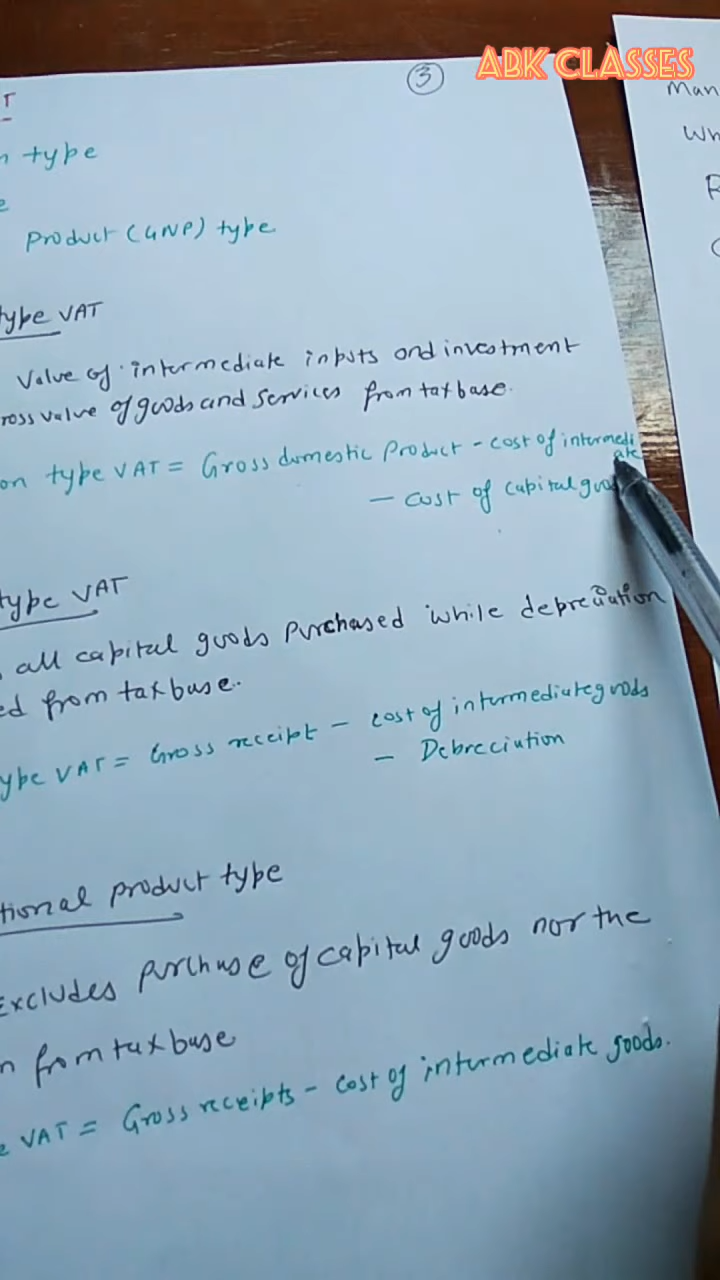 ABK CLASSES
3
T
n type
e
Product (GNP) type
type VAT
Value of intermediate inputs and investment
ross value of goods and services from tax base.
on type VAT = Gross domestic Product - cost of intermediate
- cost of capital goo
type VAT
all capital goods purchased while depreciation
ed from tax base.
ype VAT = Gross receipt - cost of intermediate goods
- Depreciation
tional product type
Excludes purchase of capital goods nor the
n from tax base
e VAT = Gross receipts - cost of intermediate goods.
Man
Wh